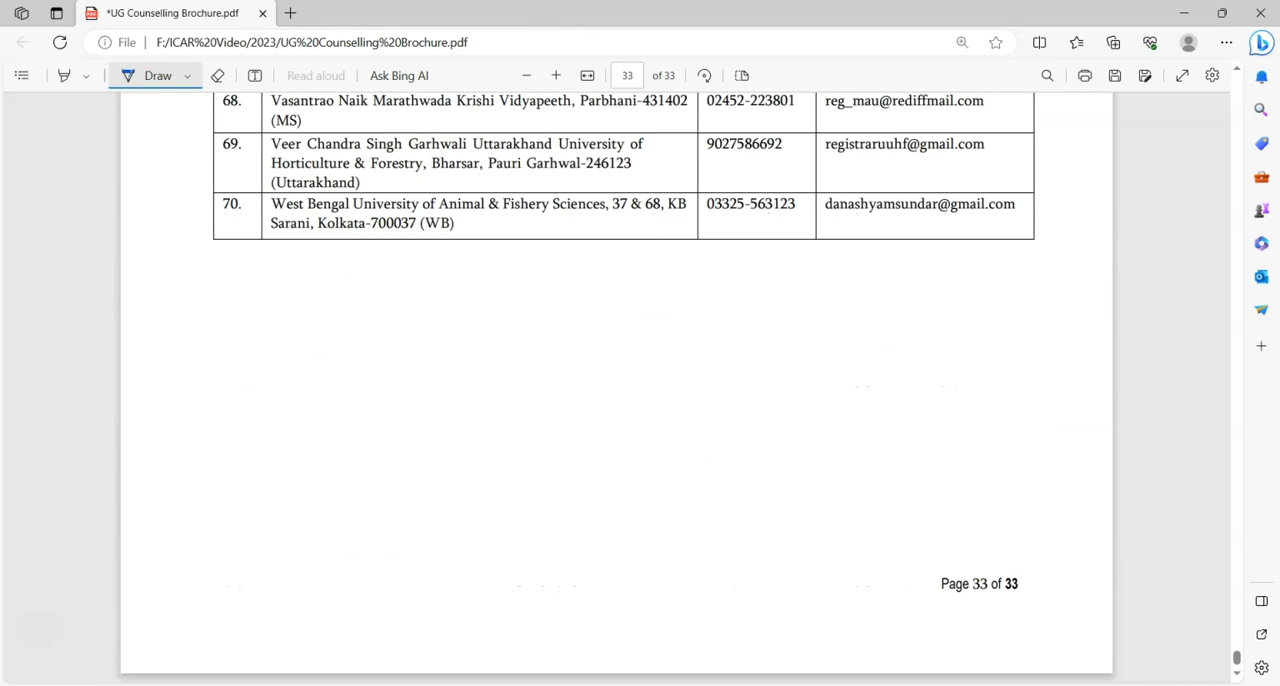 *UG Counselling Brochure.pdf
File F:/ICAR%20Video/2023/UG%20Counselling%20Brochure.pdf
Draw Read aloud Ask Bing AI 33 of 33
68. Vasantrao Naik Marathwada Krishi Vidyapeeth, Parbhani-431402 02452-223801 reg_mau@rediffmail.com
(MS)
69. Veer Chandra Singh Garhwali Uttarakhand University of 9027586692 registraruuhf@gmail.com
Horticulture & Forestry, Bharsar, Pauri Garhwal-246123
(Uttarakhand)
70. West Bengal University of Animal & Fishery Sciences, 37 & 68, KB 03325-563123 danashyamsundar@gmail.com
Sarani, Kolkata-700037 (WB)
Page 33 of 33